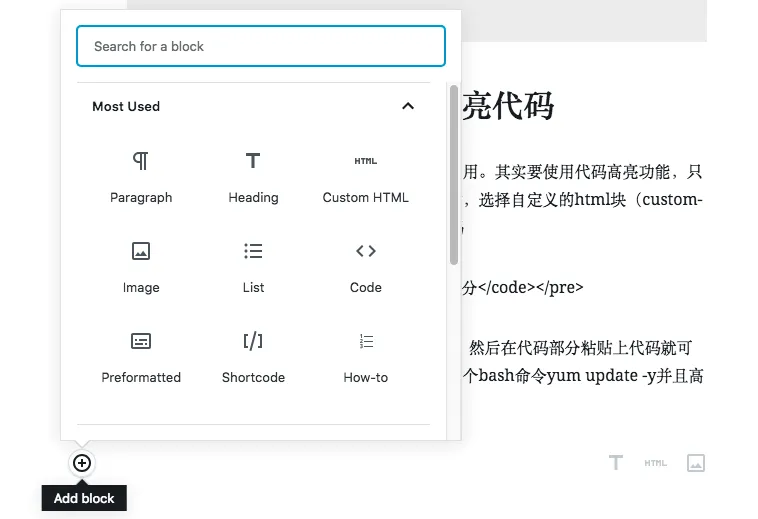 Search for a block
Most Used
Paragraph
Heading
HTML
Custom HTML
Image
List
Code
Preformatted
Shortcode
How-to
Add block
亮代码
用。其实要使用代码高亮功能，只
，选择自定义的html块（custom-
分</code></pre>
然后在代码部分粘贴上代码就可
个bash命令yum update -y并且高
HTML